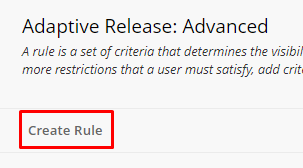 Adaptive Release: Advanced
A rule is a set of criteria that determines the
more restrictions that a user must satisfy, add
Create Rule